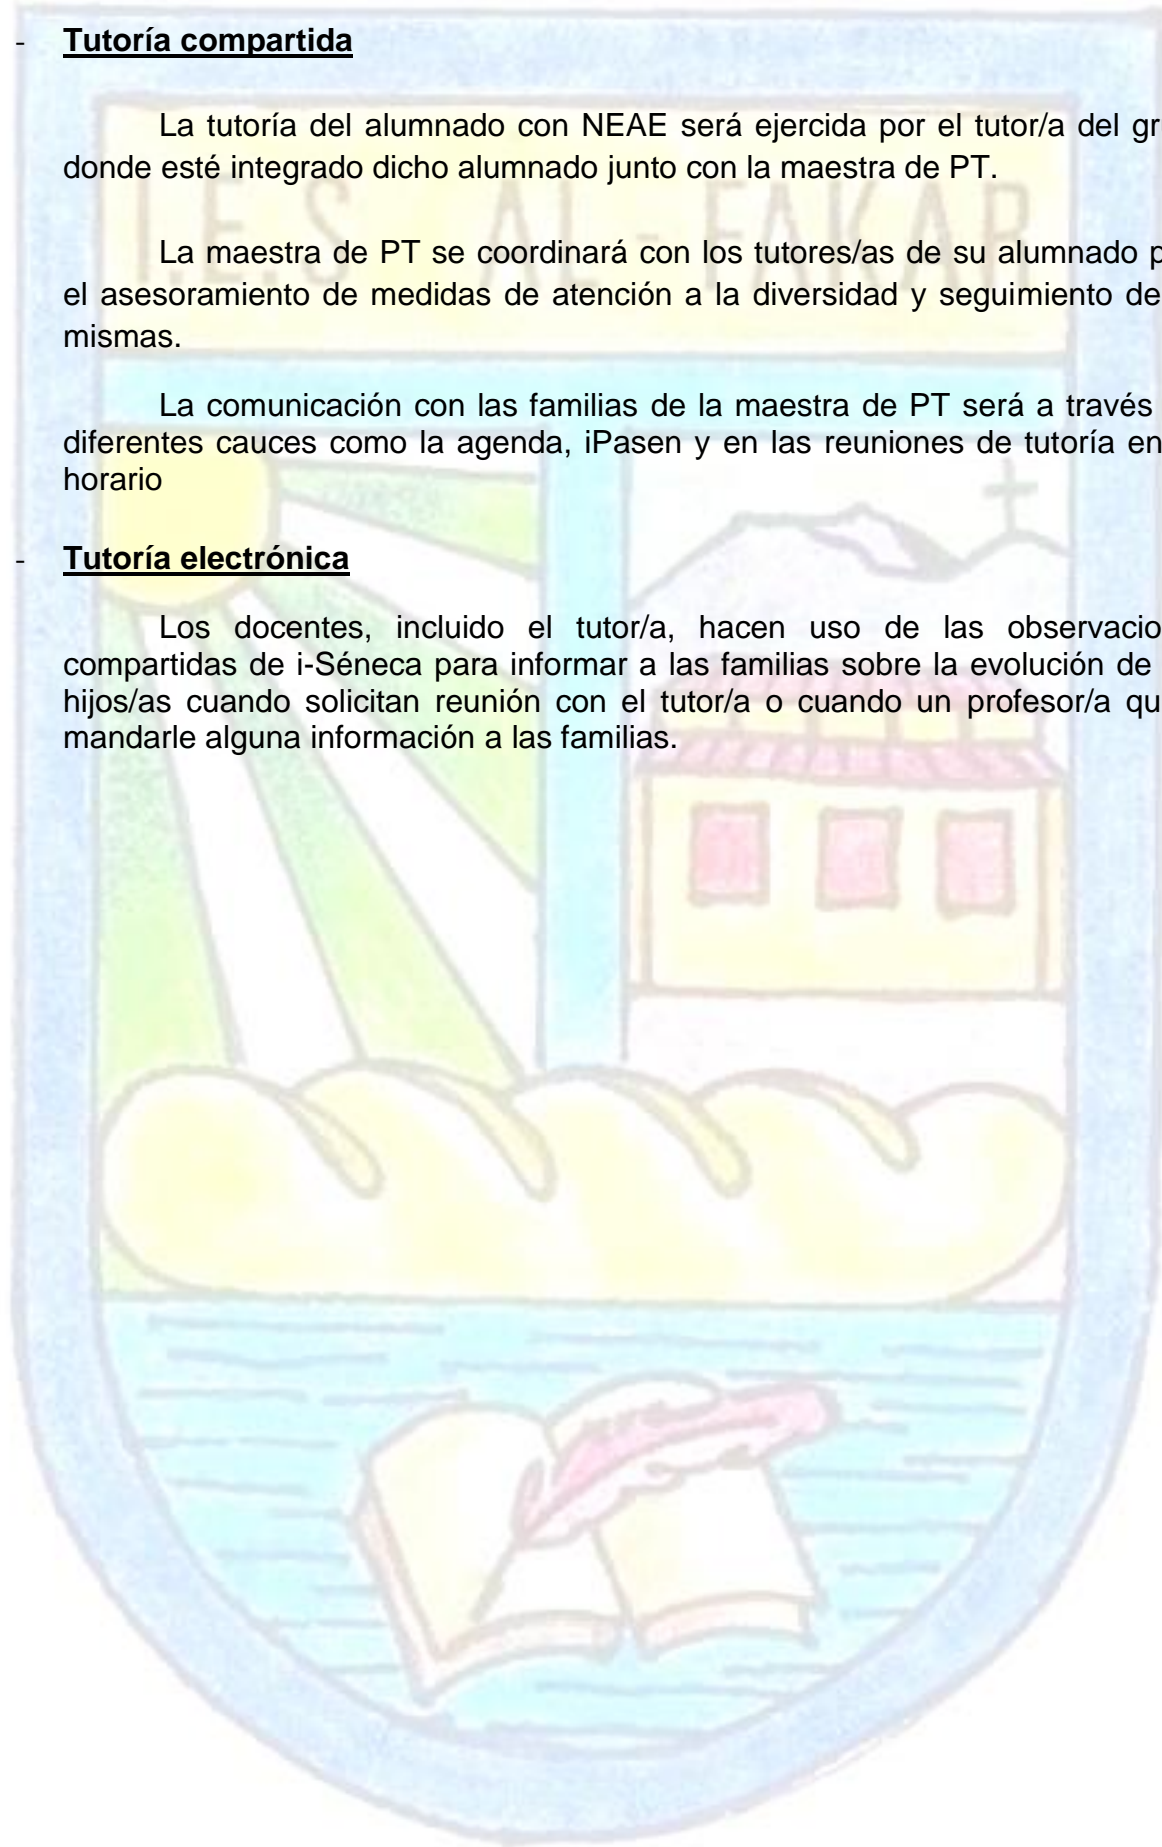 - Tutoría compartida
La tutoría del alumnado con NEAE será ejercida por el tutor/a del gr
donde esté integrado dicho alumnado junto con la maestra de PT.
I.E.S AL-FAKAR
La maestra de PT se coordinará con los tutores/as de su alumnado p
el asesoramiento de medidas de atención a la diversidad y seguimiento de
mismas.
La comunicación con las familias de la maestra de PT será a través
diferentes cauces como la agenda, iPasen y en las reuniones de tutoría en
horario
- Tutoría electrónica
Los docentes, incluido el tutor/a, hacen uso de las observacio
compartidas de i-Séneca para informar a las familias sobre la evolución de
hijos/as cuando solicitan reunión con el tutor/a o cuando un profesor/a qu
mandarle alguna información a las familias.